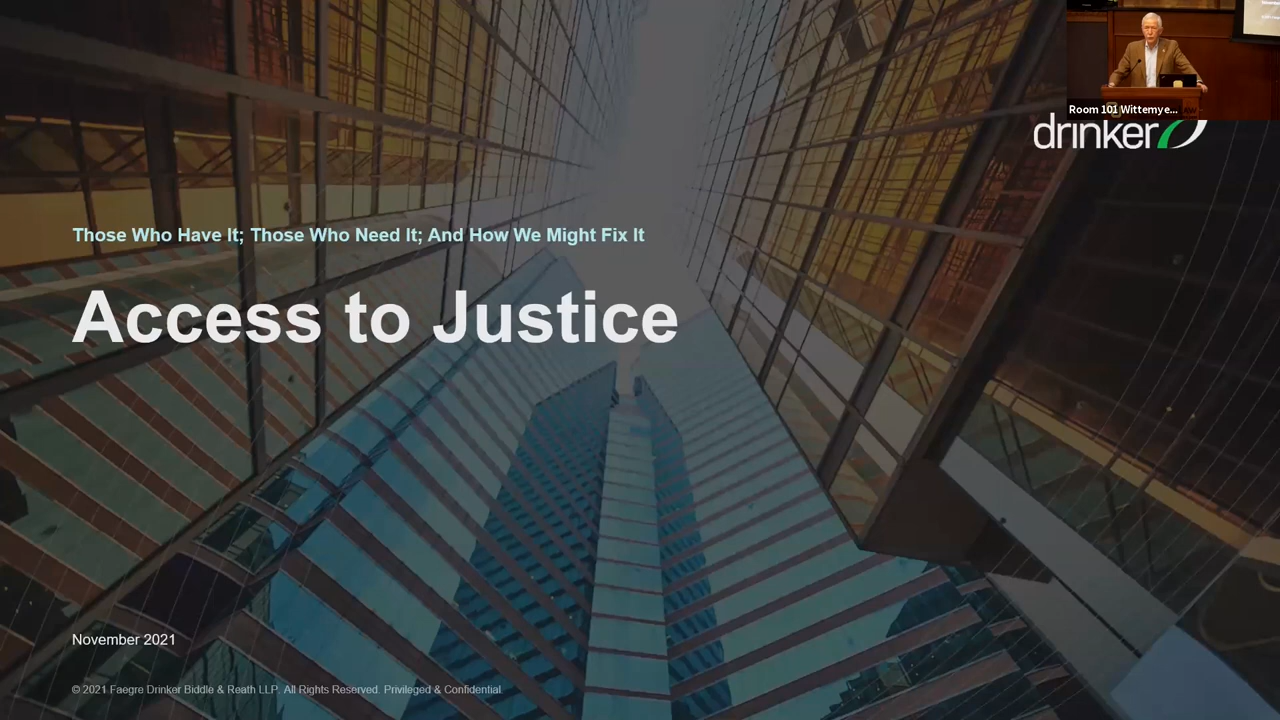 Room 101 Wittemye...
drinker
Those Who Have It; Those Who Need It; And How We Might Fix It
Access to Justice
November 2021
© 2021 Faegre Drinker Biddle & Reath LLP. All Rights Reserved. Privileged & Confidential.